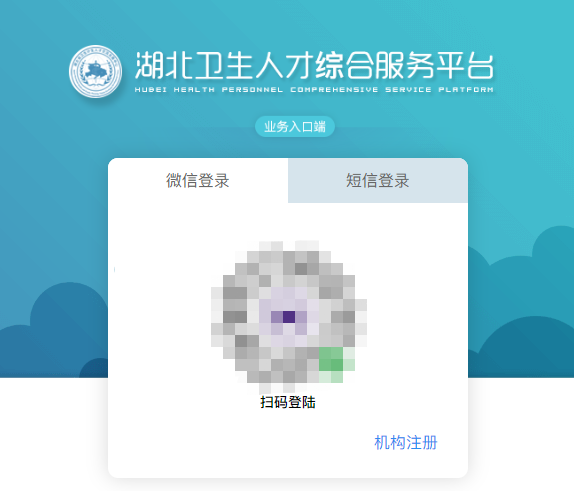 湖北卫生人才综合服务平台
HUBEI HEALTH PERSONNEL COMPREHENSIVE SERVICE PLATFORM
业务入口端
微信登录
短信登录
扫码登陆
机构注册